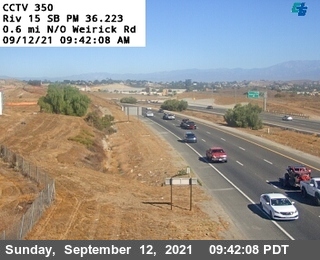 CCTV 350
Riv 15 SB PM 36.223
0.6 mi N/O Weirick Rd
09/12/21 09:42:08 AM
Sunday, September 12, 2021 09:42:08 PDT